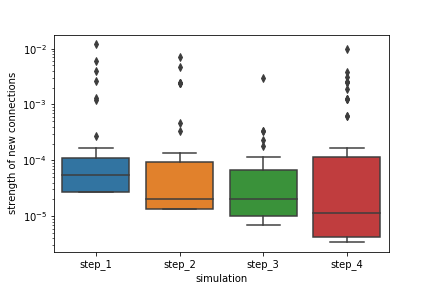 10⁻²
10⁻³
10⁻⁴
10⁻⁵
strength of new connections
step_1 step_2 step_3 step_4
simulation